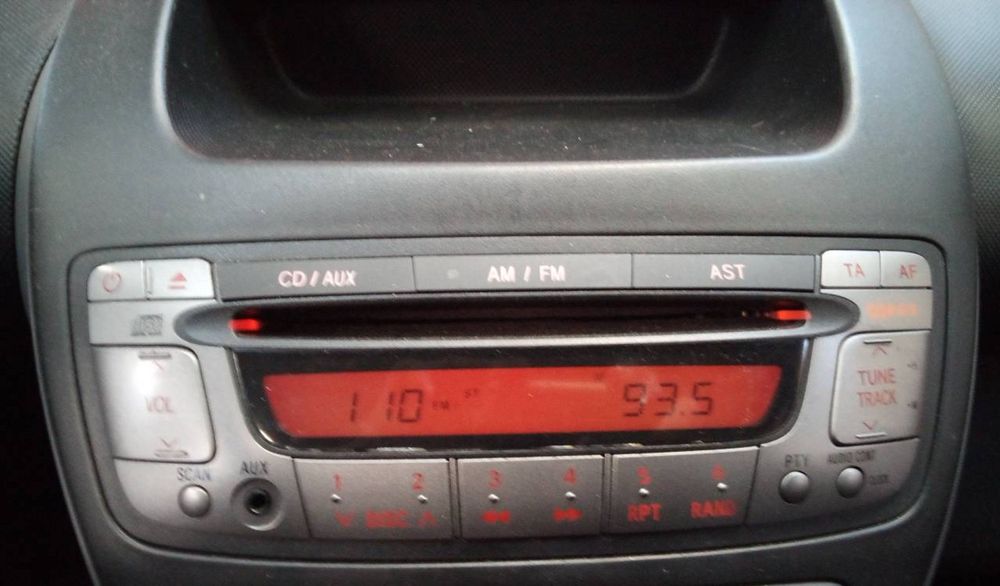 CD / AUX AM / FM AST TA AF
VOL
1 10 FM ST 93.5
TUNE
TRACK
SCAN AUX 1 2 3 4 5 6 PTY AUDIO CONT
CLOCK
DISC RPT RAND